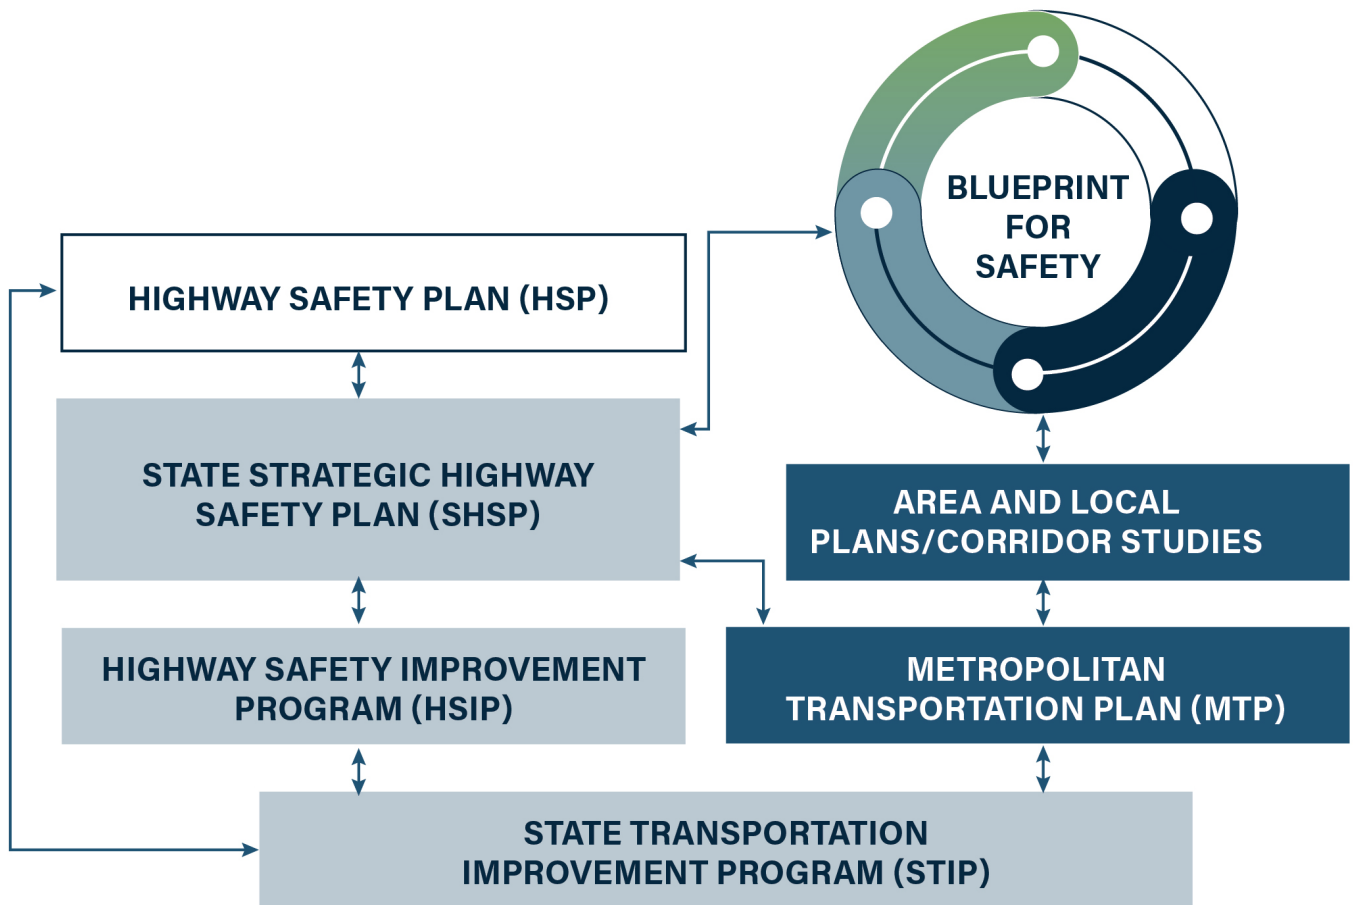 BLUEPRINT
FOR
SAFETY
HIGHWAY SAFETY PLAN (HSP)
STATE STRATEGIC HIGHWAY
SAFETY PLAN (SHSP)
AREA AND LOCAL
PLANS/CORRIDOR STUDIES
HIGHWAY SAFETY IMPROVEMENT
PROGRAM (HSIP)
METROPOLITAN
TRANSPORTATION PLAN (MTP)
STATE TRANSPORTATION
IMPROVEMENT PROGRAM (STIP)